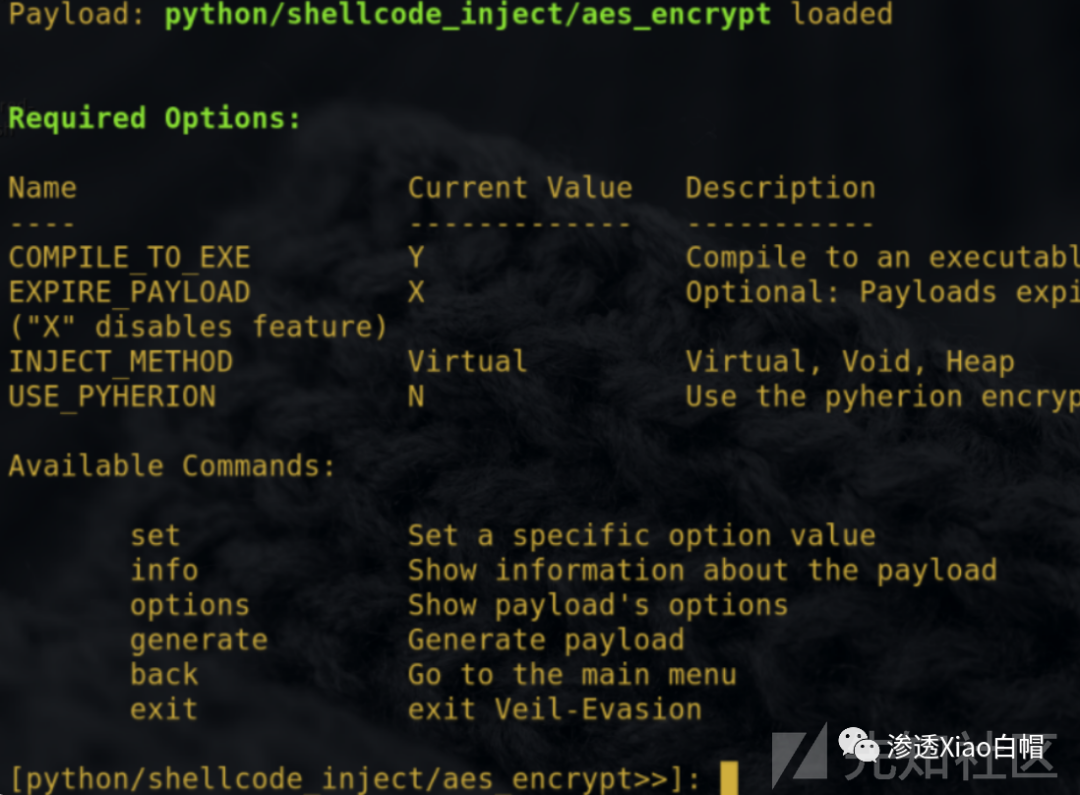 Payload: python/shellcode_inject/aes_encrypt loaded
Required Options:
Name Current Value Description
---- ------------- -----------
COMPILE_TO_EXE Y Compile to an executabl
EXPIRE_PAYLOAD X Optional: Payloads expi
("X" disables feature)
INJECT_METHOD Virtual Virtual, Void, Heap
USE_PYHERION N Use the pyherion encryp
Available Commands:
set Set a specific option value
info Show information about the payload
options Show payload's options
generate Generate payload
back Go to the main menu
exit exit Veil-Evasion
[python/shellcode_inject/aes_encrypt>>]:
渗透Xiao白帽
先知社区